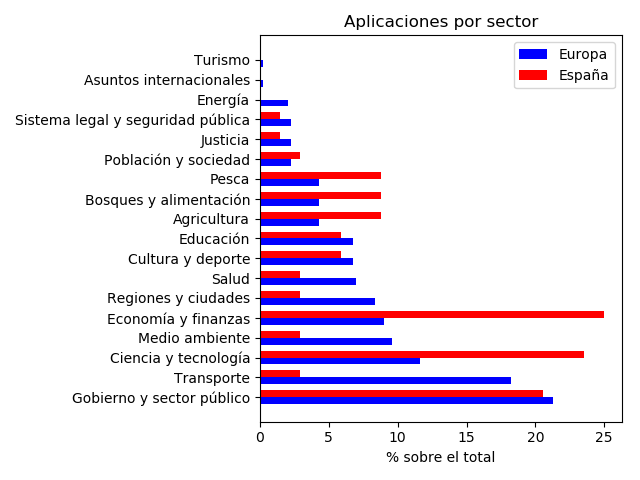 Aplicaciones por sector
Europa
España
Turismo
Asuntos internacionales
Energía
Sistema legal y seguridad pública
Justicia
Población y sociedad
Pesca
Bosques y alimentación
Agricultura
Educación
Cultura y deporte
Salud
Regiones y ciudades
Economía y finanzas
Medio ambiente
Ciencia y tecnología
Transporte
Gobierno y sector público
0 5 10 15 20 25
% sobre el total